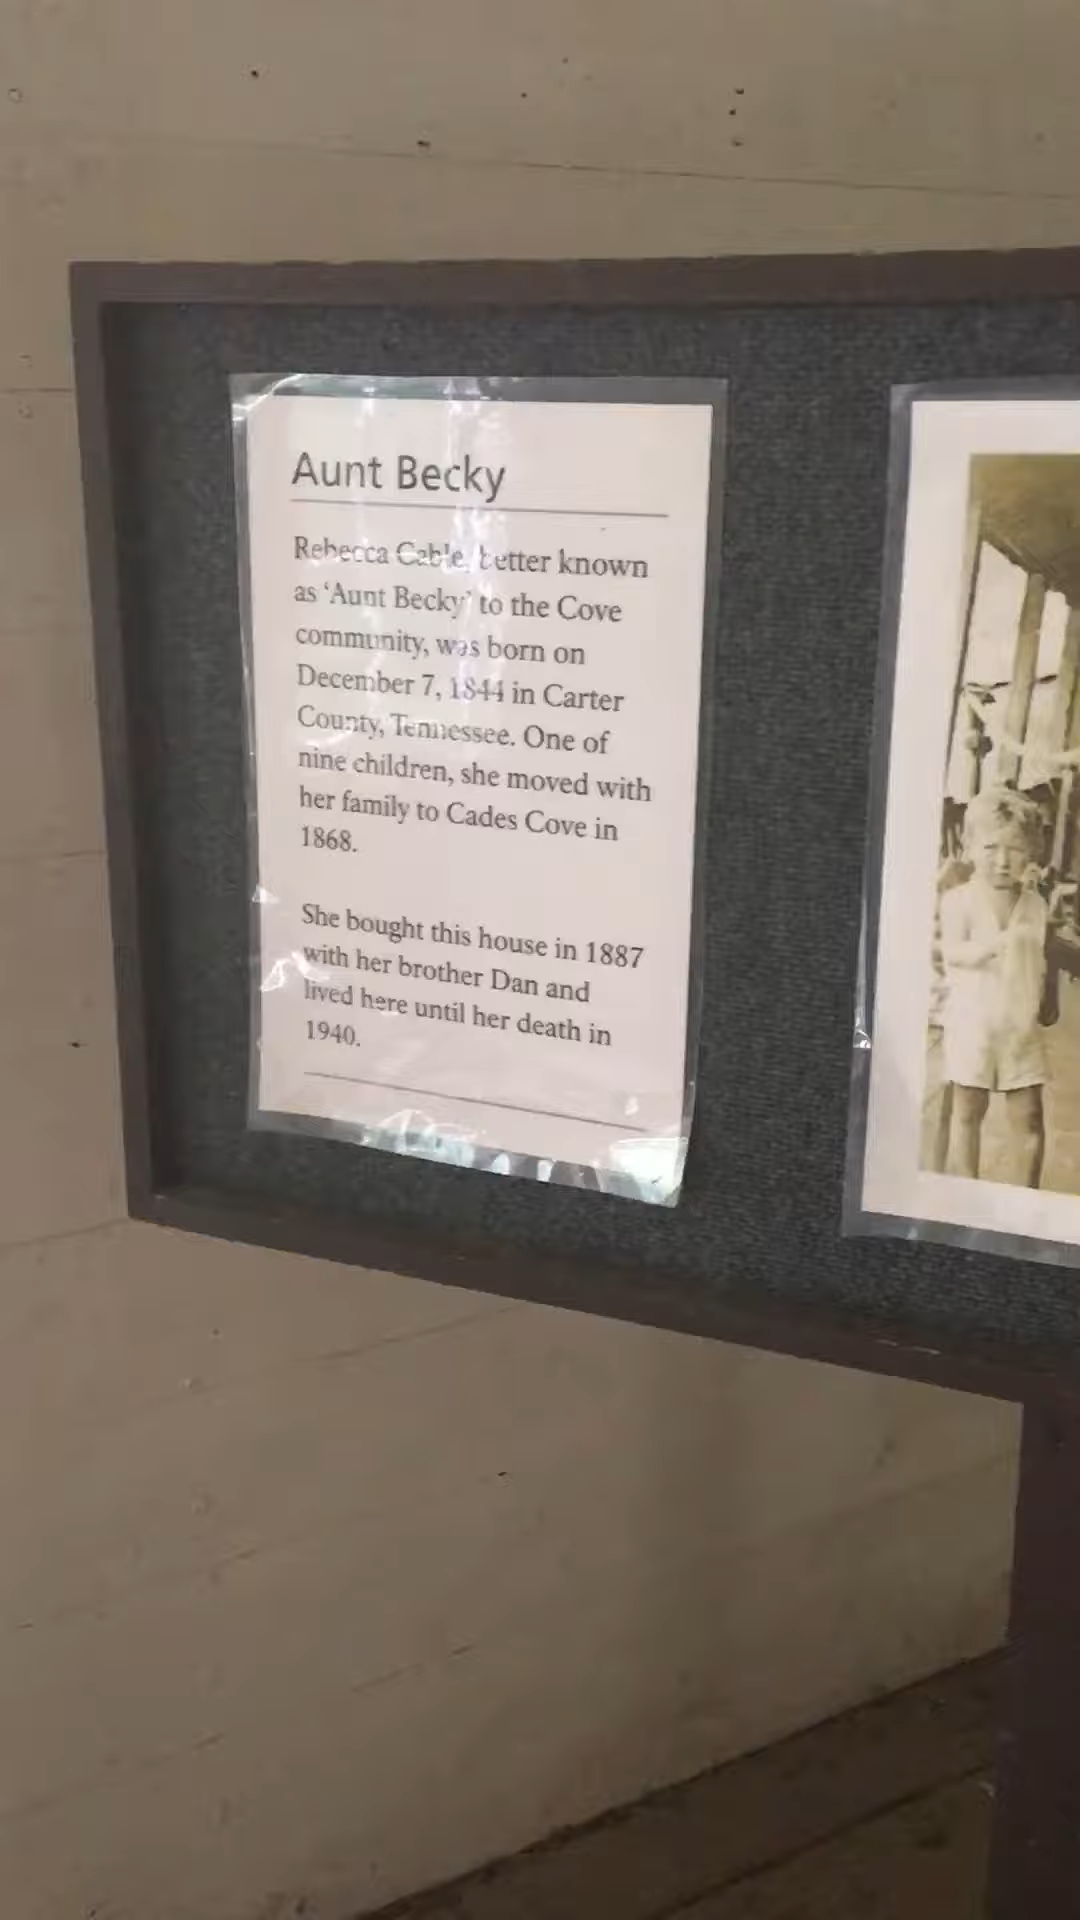 Aunt Becky
Rebecca Cable, better known
as ‘Aunt Becky’ to the Cove
community, was born on
December 7, 1844 in Carter
County, Tennessee. One of
nine children, she moved with
her family to Cades Cove in
1868.
She bought this house in 1887
with her brother Dan and
lived here until her death in
1940.